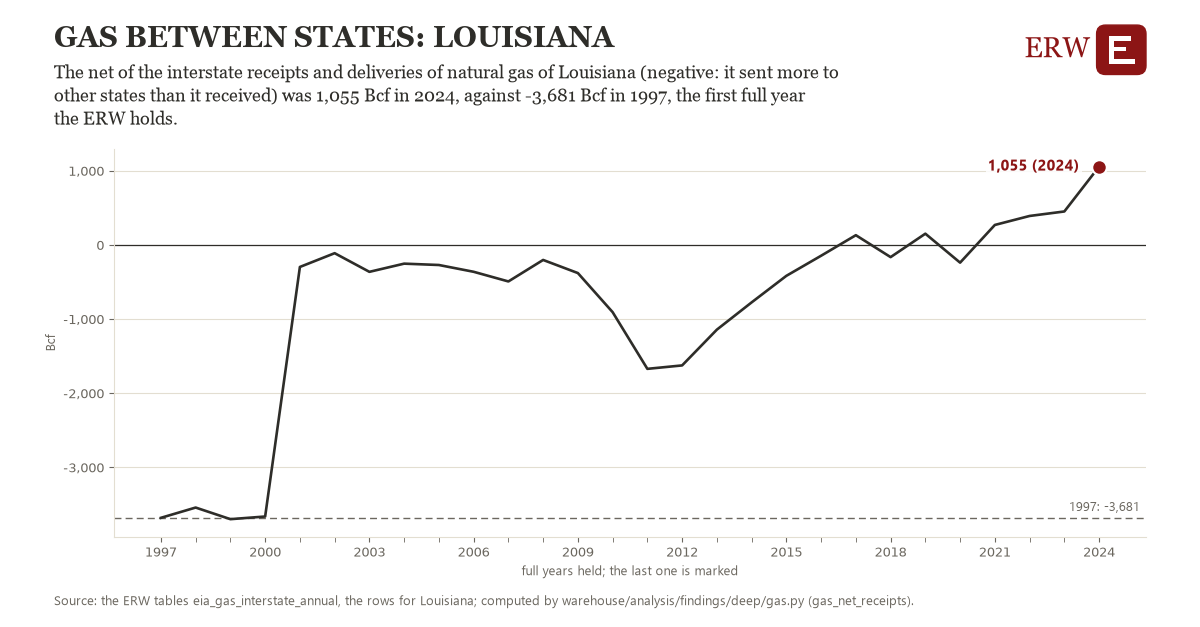 GAS BETWEEN STATES: LOUISIANA
ERW E
The net of the interstate receipts and deliveries of natural gas of Louisiana (negative: it sent more to
other states than it received) was 1,055 Bcf in 2024, against -3,681 Bcf in 1997, the first full year
the ERW holds.
1,000
0
-1,000
-2,000
-3,000
Bcf
1,055 (2024)
1997: -3,681
1997 2000 2003 2006 2009 2012 2015 2018 2021 2024
full years held; the last one is marked
Source: the ERW tables eia_gas_interstate_annual, the rows for Louisiana; computed by warehouse/analysis/findings/deep/gas.py (gas_net_receipts).